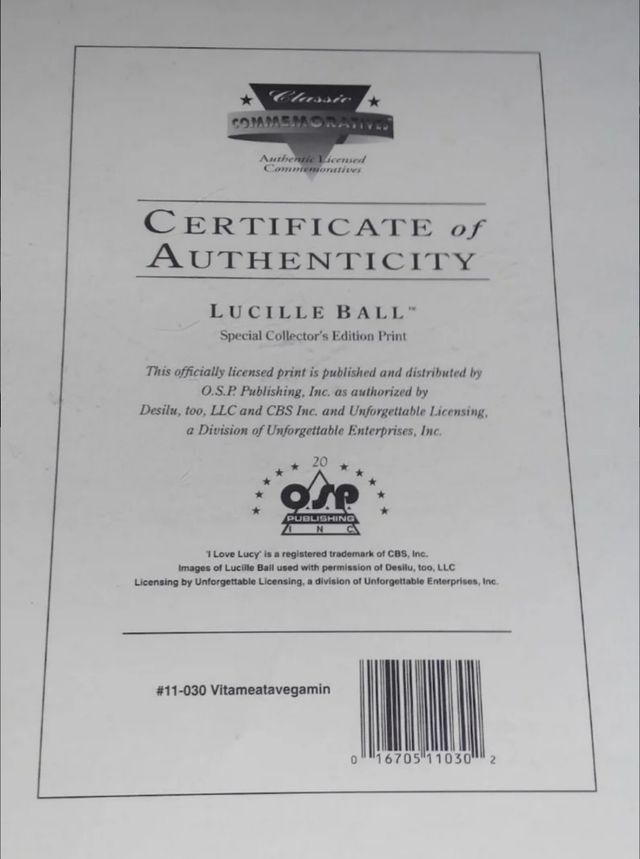 Classic
COMMEMORATIVES
Authentic Licensed
Commemoratives
CERTIFICATE of
AUTHENTICITY
LUCILLE BALL™
Special Collector's Edition Print
This officially licensed print is published and distributed by
O.S.P. Publishing, Inc. as authorized by
Desilu, too, LLC and CBS Inc. and Unforgettable Licensing,
a Division of Unforgettable Enterprises, Inc.
20
O.S.P.
PUBLISHING
INC
'I Love Lucy' is a registered trademark of CBS, Inc.
Images of Lucille Ball used with permission of Desilu, too, LLC
Licensing by Unforgettable Licensing, a division of Unforgettable Enterprises, Inc.
#11-030 Vitameatavegamin
0 16705 11030 2